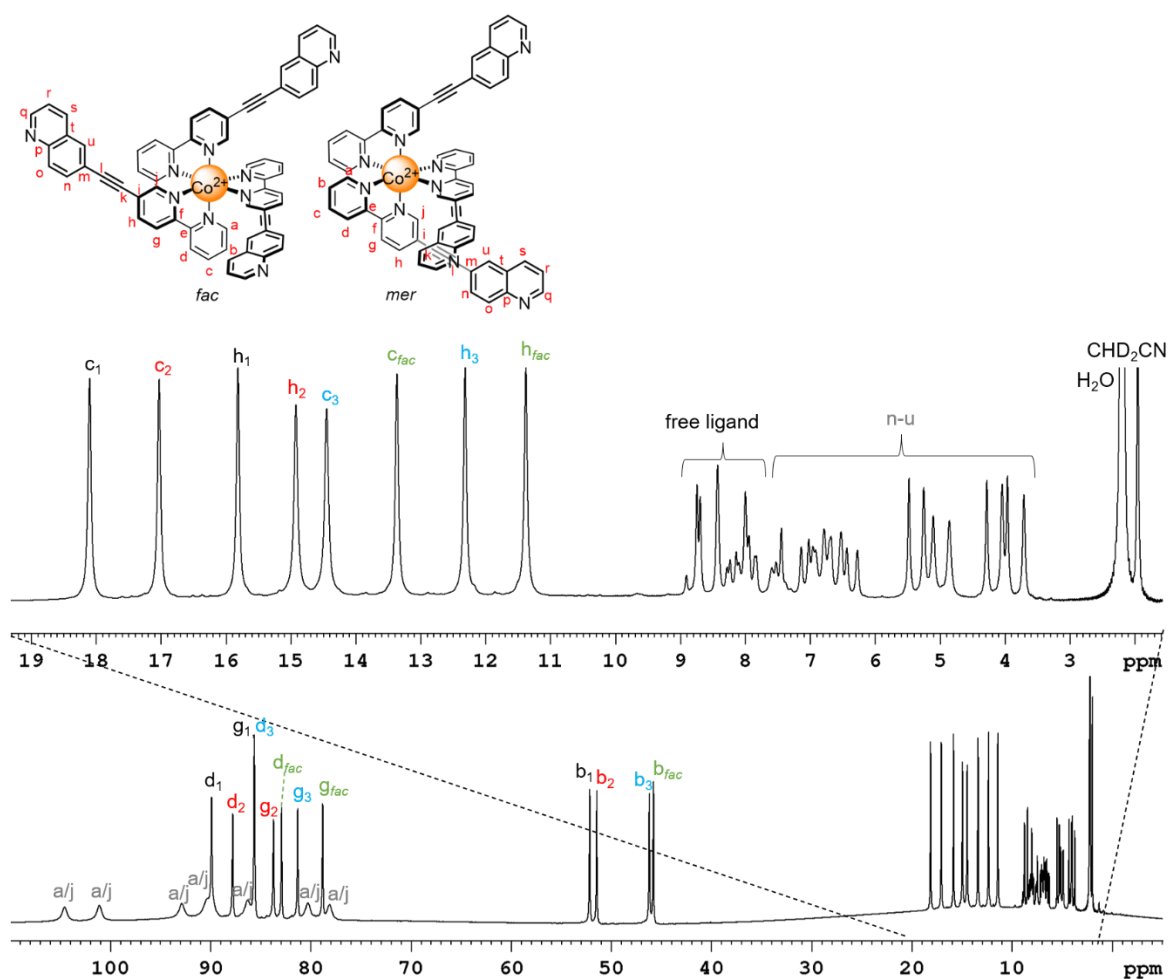 r
s
q
N
t
u
p
l
o
m
n
k
i
j
N
N
N
N
Co2+
N
N
f
h
e
a
g
b
d
c
N
N
fac
N
N
a
N
N
Co2+
b
N
N
c
e
N
j
d
f
i
g
k
h
N
l
m
u
s
t
r
n
p
q
o
N
mer
c1
c2
h1
h2
c3
cfac
h3
hfac
CHD2CN
H2O
free ligand
n-u
19 18 17 16 15 14 13 12 11 10 9 8 7 6 5 4 3 ppm
g1 d3
d1
dfac
d2
g2 g3 gfac
b1 b2 b3 bfac
a/j a/j a/j a/j a/j a/j a/j
100 90 80 70 60 50 40 30 20 10 ppm